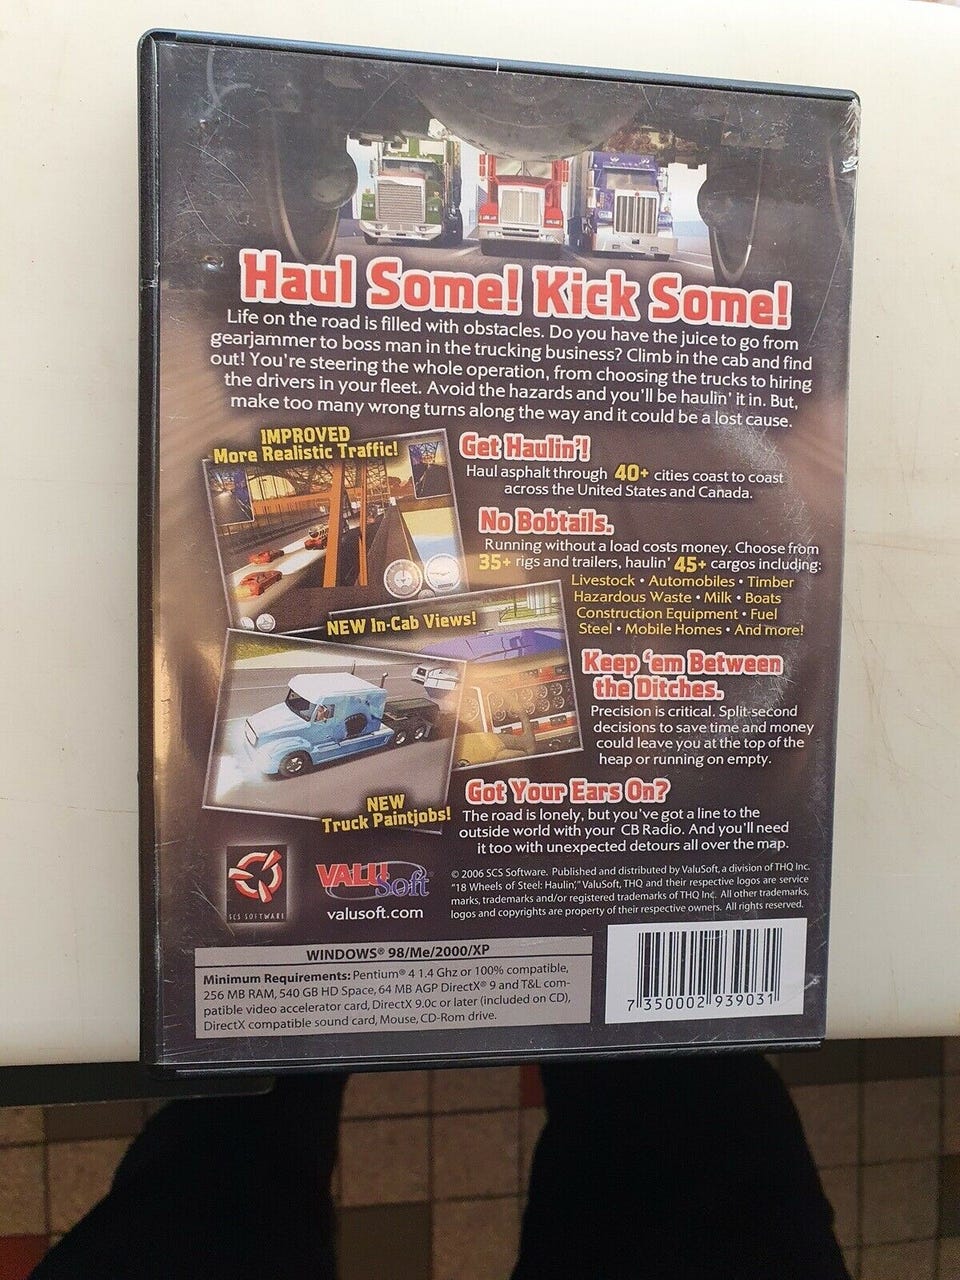 Haul Some! Kick Some!
Life on the road is filled with obstacles. Do you have the juice to go from
gearjammer to boss man in the trucking business? Climb in the cab and find
out! You're steering the whole operation, from choosing the trucks to hiring
the drivers in your fleet. Avoid the hazards and you'll be haulin' it in. But,
make too many wrong turns along the way and it could be a lost cause.
IMPROVED
More Realistic Traffic!
Get Haulin'!
Haul asphalt through 40+ cities coast to coast
across the United States and Canada.
No Bobtails.
Running without a load costs money. Choose from
35+ rigs and trailers, haulin' 45+ cargos including:
Livestock • Automobiles • Timber
Hazardous Waste • Milk • Boats
Construction Equipment • Fuel
Steel • Mobile Homes • And more!
NEW In-Cab Views!
Keep 'em Between
the Ditches.
Precision is critical. Split-second
decisions to save time and money
could leave you at the top of the
heap or running on empty.
NEW
Truck Paintjobs!
Got Your Ears On?
The road is lonely, but you've got a line to the
outside world with your CB Radio. And you'll need
it too with unexpected detours all over the map.
SCS SOFTWARE
VALUSoft
valusoft.com
© 2006 SCS Software. Published and distributed by ValuSoft, a division of THQ Inc.
"18 Wheels of Steel: Haulin'," ValuSoft, THQ and their respective logos are service
marks, trademarks and/or registered trademarks of THQ Inc. All other trademarks,
logos and copyrights are property of their respective owners. All rights reserved.
WINDOWS® 98/Me/2000/XP
Minimum Requirements: Pentium® 4 1.4 Ghz or 100% compatible,
256 MB RAM, 540 GB HD Space, 64 MB AGP DirectX® 9 and T&L com-
patible video accelerator card, DirectX 9.0c or later (included on CD),
DirectX compatible sound card, Mouse, CD-Rom drive.
7 350002 939031